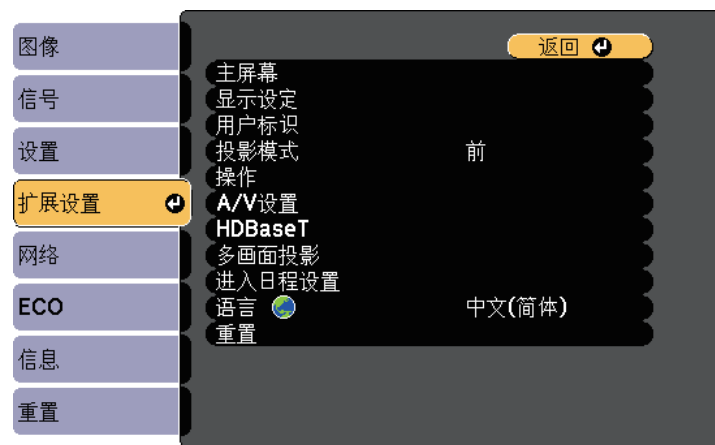 图像
信号
设置
扩展设置
网络
ECO
信息
重置
返回
主屏幕
显示设定
用户标识
投影模式 前
操作
A/V设置
HDBaseT
多画面投影
进入日程设置
语言 中文(简体)
重置